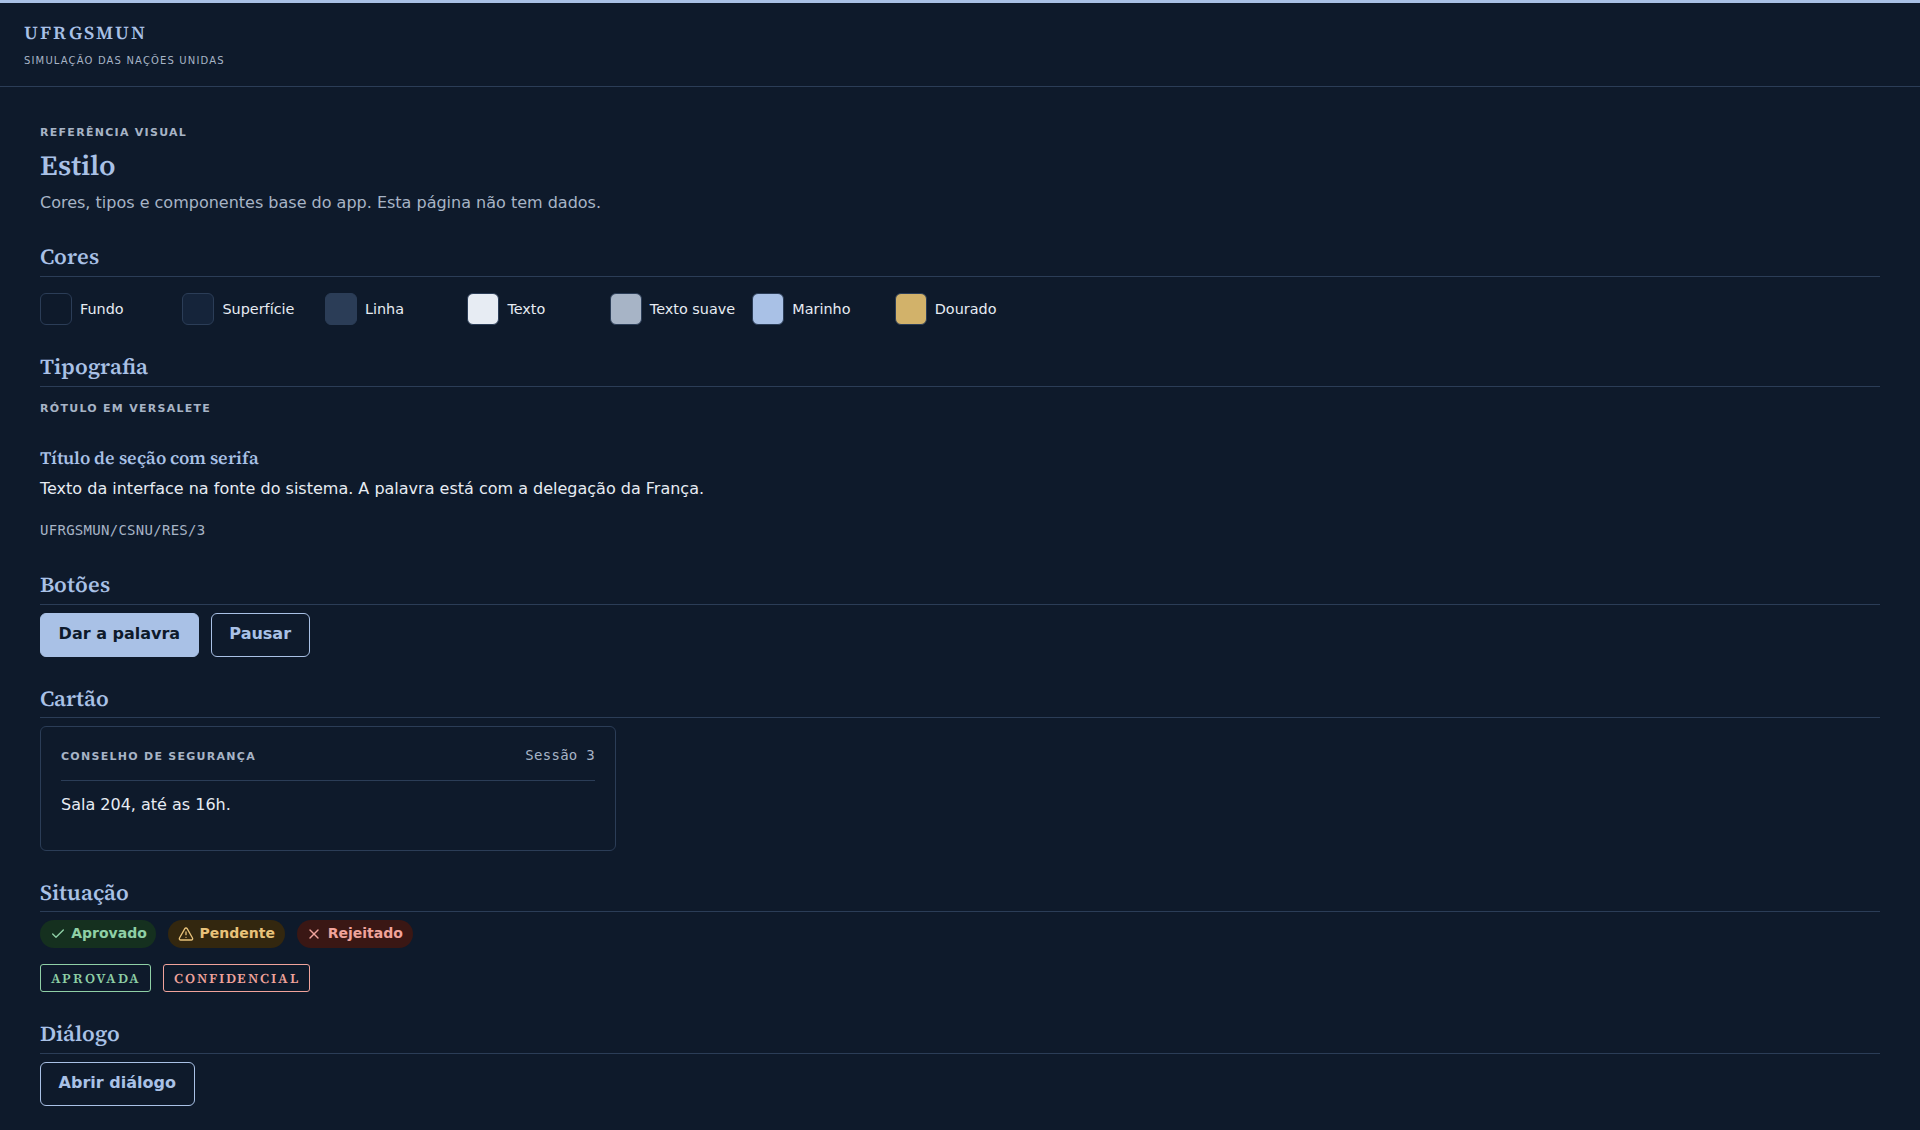 UFRGSMUN
SIMULAÇÃO DAS NAÇÕES UNIDAS
REFERÊNCIA VISUAL
Estilo
Cores, tipos e componentes base do app. Esta página não tem dados.
Cores
Fundo Superfície Linha Texto Texto suave Marinho Dourado
Tipografia
RÓTULO EM VERSALETE
Título de seção com serifa
Texto da interface na fonte do sistema. A palavra está com a delegação da França.
UFRGSMUN/CSNU/RES/3
Botões
Dar a palavra Pausar
Cartão
CONSELHO DE SEGURANÇA Sessão 3
Sala 204, até as 16h.
Situação
Aprovado Pendente Rejeitado
APROVADA CONFIDENCIAL
Diálogo
Abrir diálogo